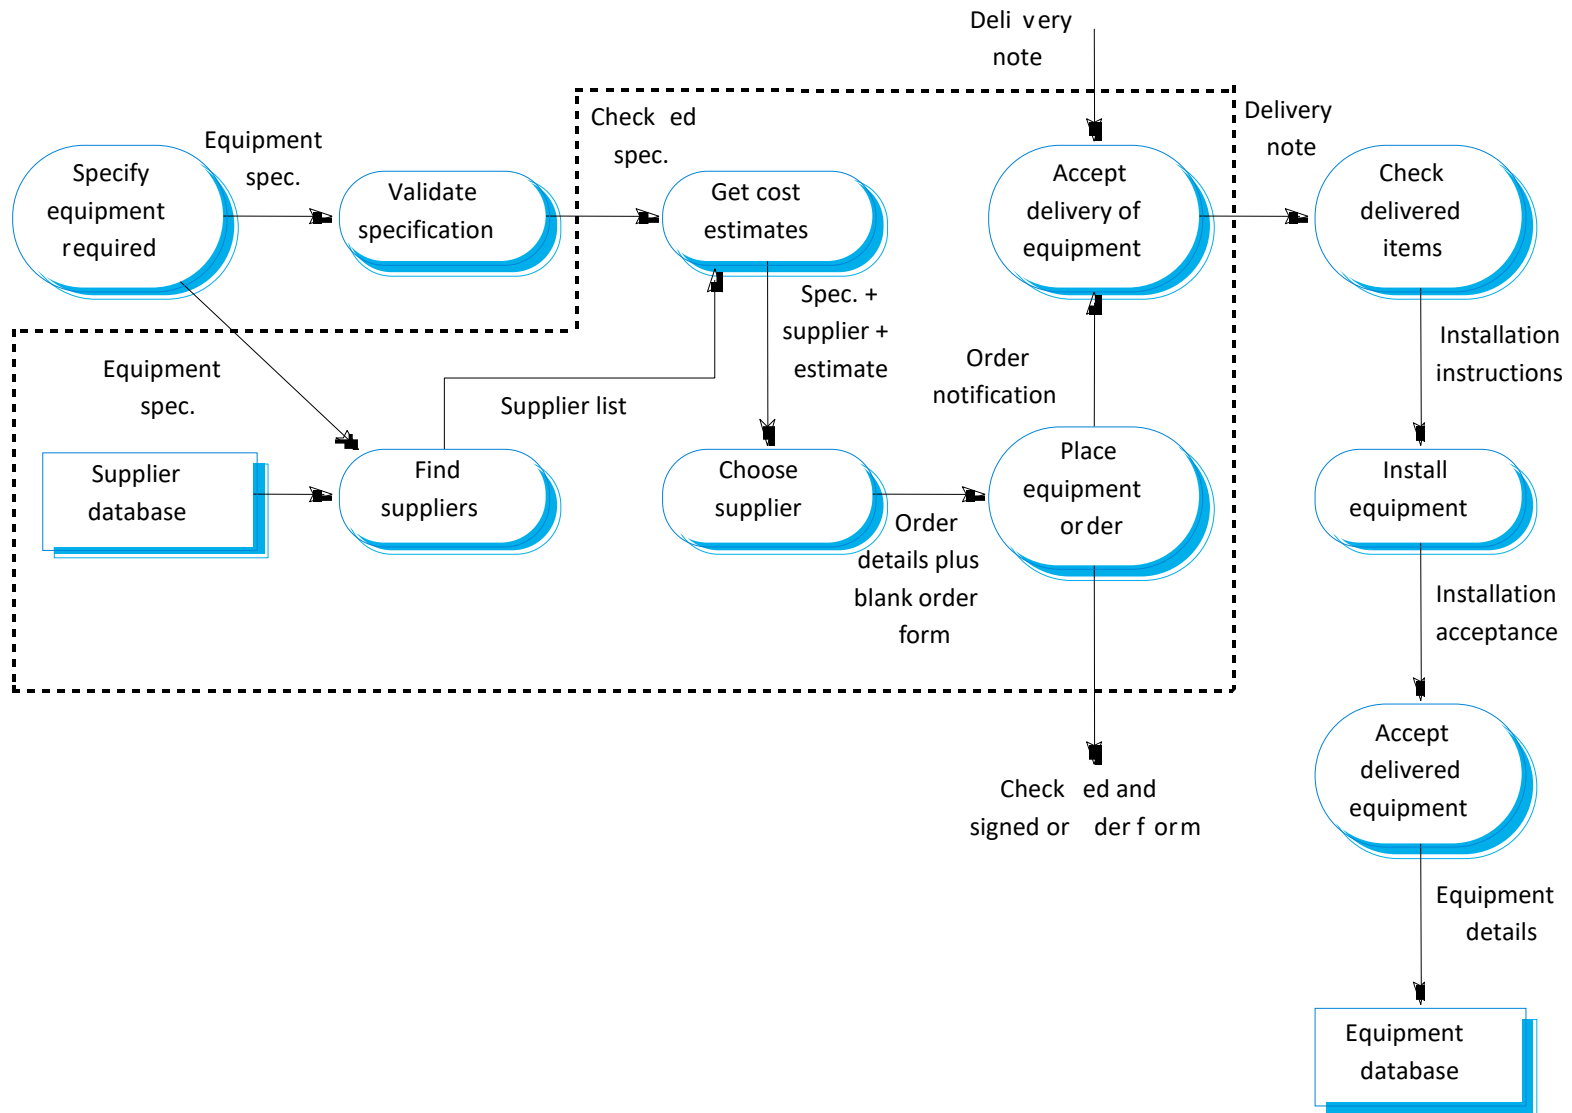 Deli very
note
Equipment
spec.
Check ed
spec.
Delivery
note
Specify
equipment
required
Validate
specification
Get cost
estimates
Accept
delivery of
equipment
Check
delivered
items
Equipment
spec.
Supplier list
Spec. +
supplier +
estimate
Order
notification
Installation
instructions
Supplier
database
Find
suppliers
Choose
supplier
Order
details plus
blank order
form
Place
equipment
or der
Install
equipment
Installation
acceptance
Check ed and
signed or der f orm
Accept
delivered
equipment
Equipment
details
Equipment
database